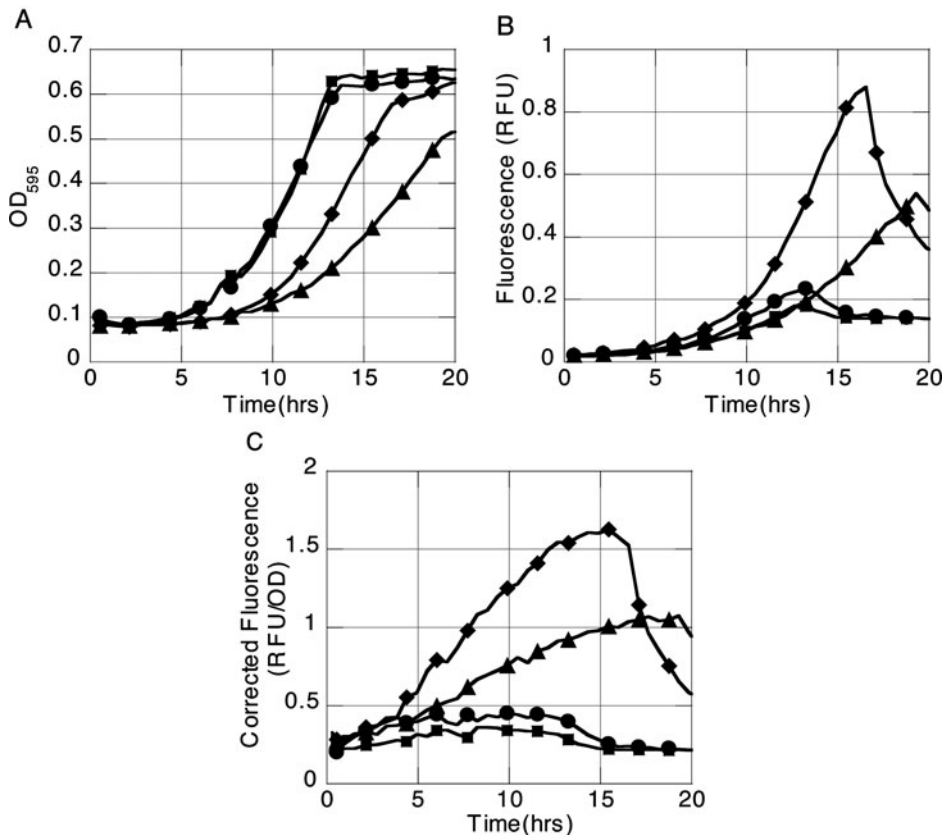 A
0.7
0.6
0.5
0.4
0.3
0.2
0.1
0
OD595
0 5 10 15 20
Time(hrs)
B
1
0.8
0.6
0.4
0.2
0
Fluorescence (RFU)
0 5 10 15 20
Time(hrs)
C
2
1.5
1
0.5
0
Corrected Fluorescence
(RFU/OD)
0 5 10 15 20
Time(hrs)